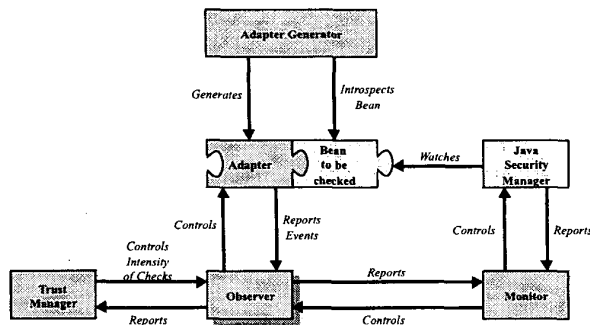 Adapter Generator
Generates
Introspects
Bean
Adapter
Bean
to be
checked
Watches
Java
Security
Manager
Controls
Reports
Events
Controls
Reports
Controls
Intensity
of Checks
Trust
Manager
Observer
Reports
Monitor
Reports
Controls